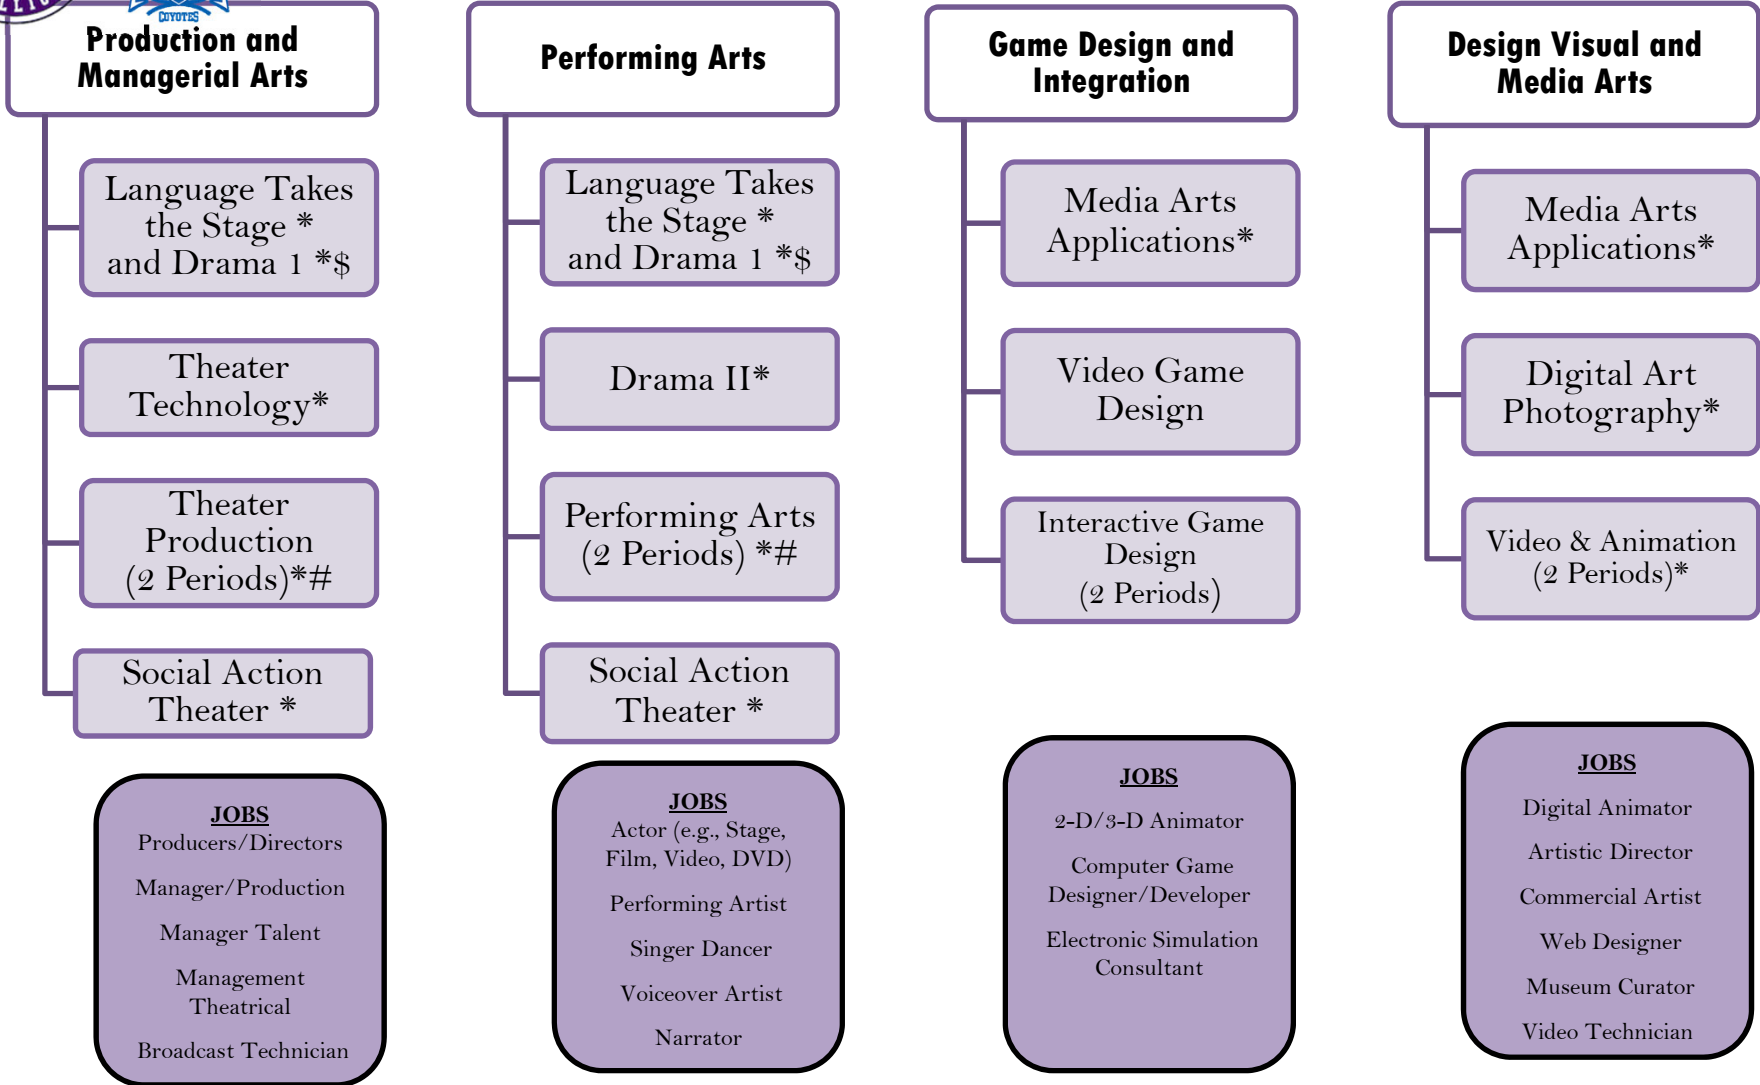 COYOTES
Production and
Managerial Arts
Language Takes
the Stage *
and Drama 1 *$
Theater
Technology*
Theater
Production
(2 Periods)*#
Social Action
Theater *
JOBS
Producers/Directors
Manager/Production
Manager Talent
Management
Theatrical
Broadcast Technician
Performing Arts
Language Takes
the Stage *
and Drama 1 *$
Drama II*
Performing Arts
(2 Periods) *#
Social Action
Theater *
JOBS
Actor (e.g., Stage,
Film, Video, DVD)
Performing Artist
Singer Dancer
Voiceover Artist
Narrator
Game Design and
Integration
Media Arts
Applications*
Video Game
Design
Interactive Game
Design
(2 Periods)
JOBS
2-D/3-D Animator
Computer Game
Designer/Developer
Electronic Simulation
Consultant
Design Visual and
Media Arts
Media Arts
Applications*
Digital Art
Photography*
Video & Animation
(2 Periods)*
JOBS
Digital Animator
Artistic Director
Commercial Artist
Web Designer
Museum Curator
Video Technician